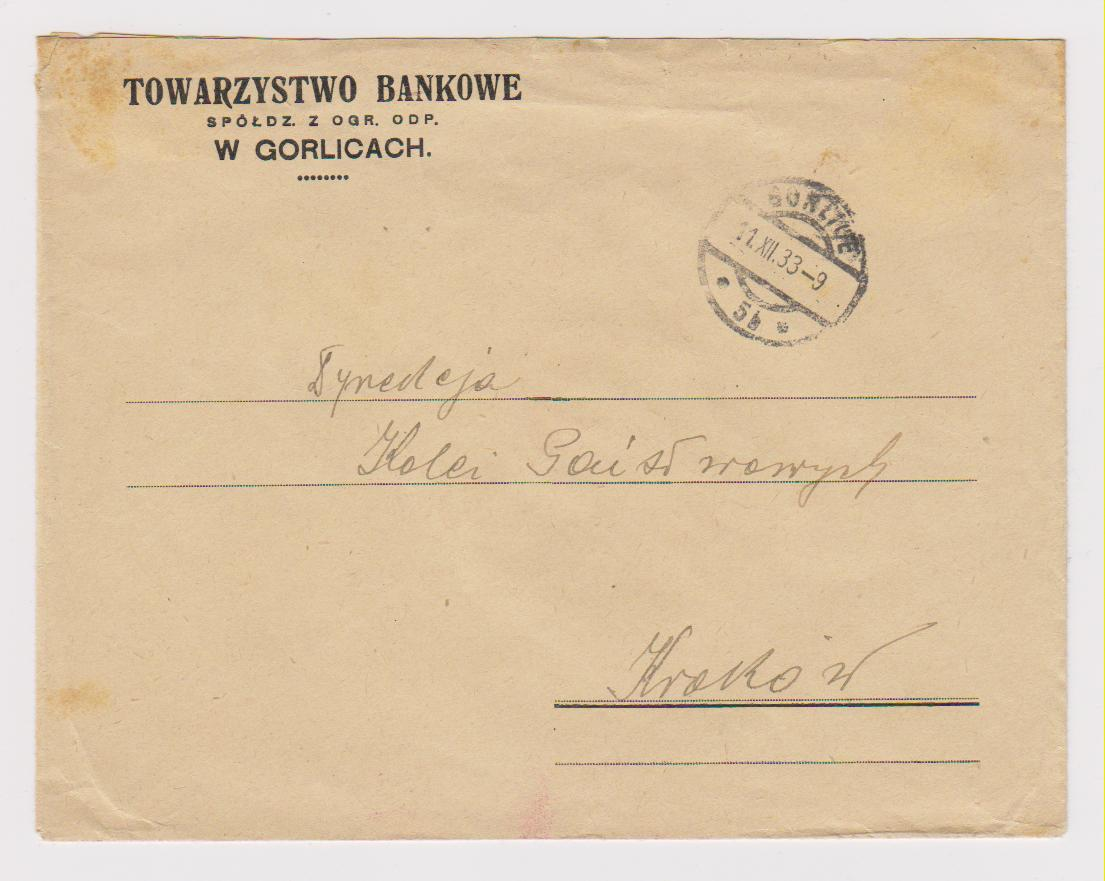 TOWARZYSTWO BANKOWE
SPÓŁDZ. Z OGR. ODP.
W GORLICACH.
GORLICE
11.XII.33–9
5b
Dyrekcja
Kolei Państwowych
Kraków